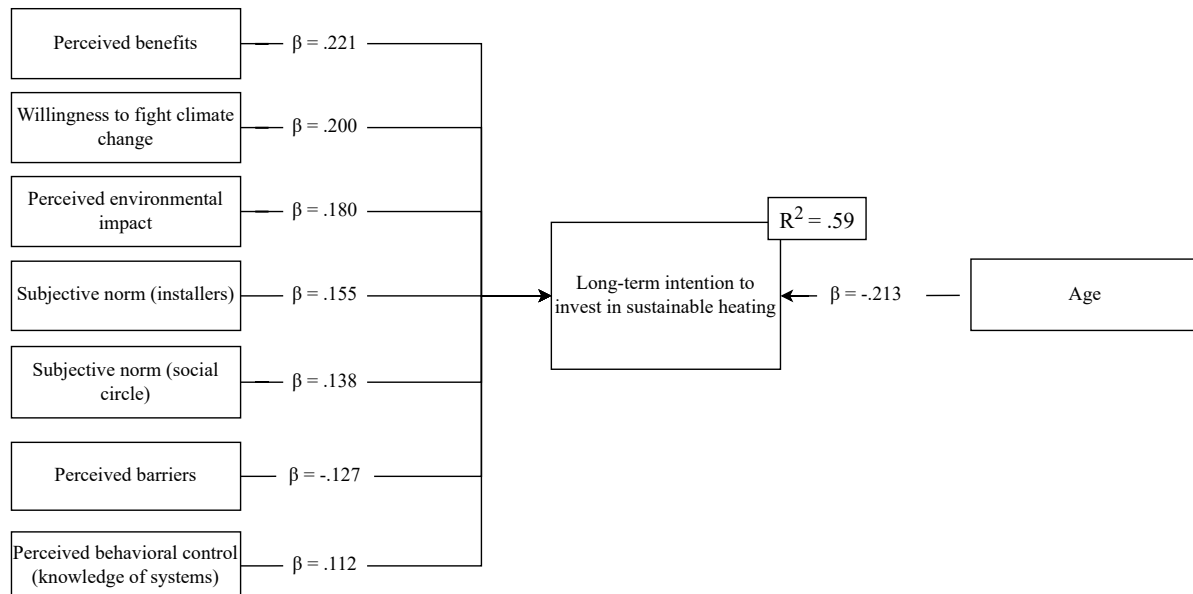 Perceived benefits
β = .221
Willingness to fight climate
change
β = .200
Perceived environmental
impact
β = .180
Subjective norm (installers)
β = .155
Subjective norm (social
circle)
β = .138
Perceived barriers
β = -.127
Perceived behavioral control
(knowledge of systems)
β = .112
R² = .59
Long-term intention to
invest in sustainable heating
β = -.213
Age